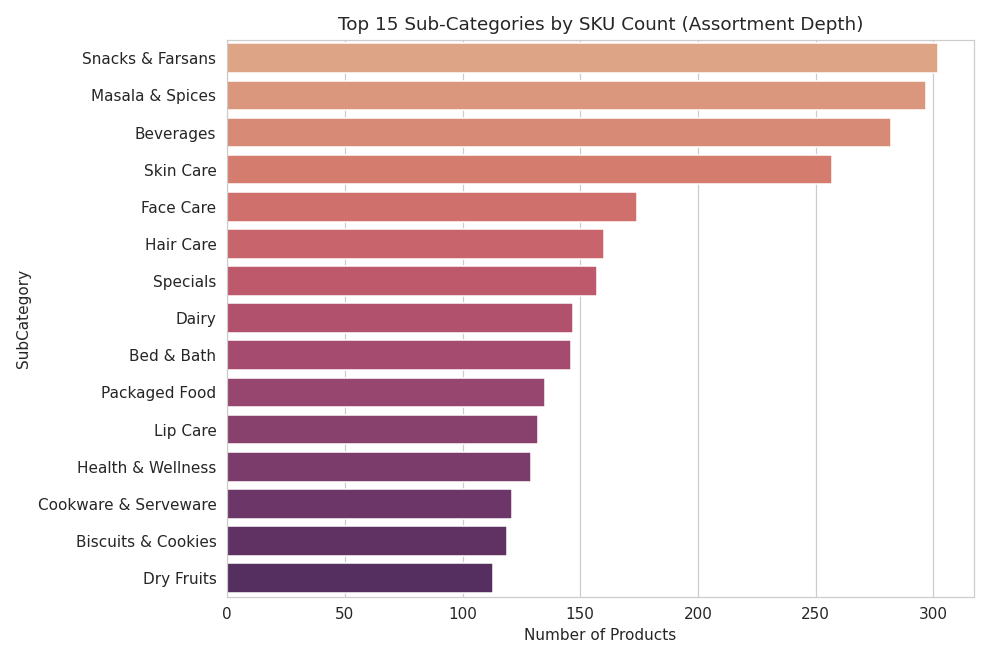 Top 15 Sub-Categories by SKU Count (Assortment Depth)
SubCategory
Snacks & Farsans
Masala & Spices
Beverages
Skin Care
Face Care
Hair Care
Specials
Dairy
Bed & Bath
Packaged Food
Lip Care
Health & Wellness
Cookware & Serveware
Biscuits & Cookies
Dry Fruits
0 50 100 150 200 250 300
Number of Products